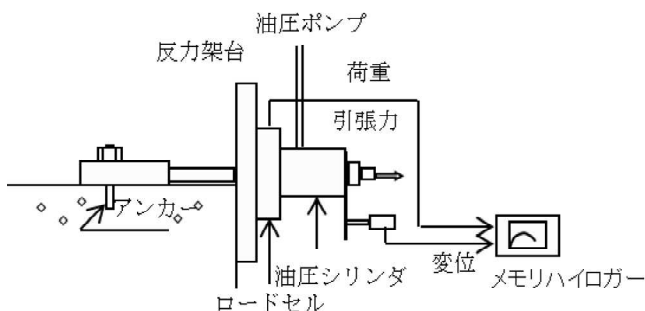 油圧ポンプ
反力架台
荷重
引張力
アンカー
油圧シリンダ
変位
メモリハイロガー
ロードセル